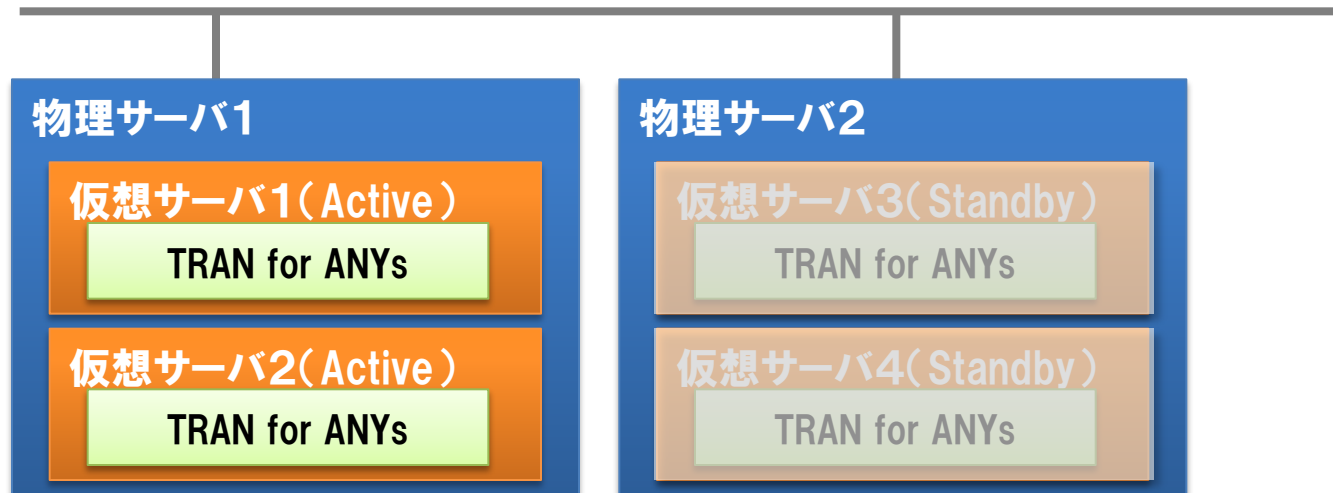 物理サーバ1
仮想サーバ1(Active)
TRAN for ANYs
仮想サーバ2(Active)
TRAN for ANYs
物理サーバ2
仮想サーバ3(Standby)
TRAN for ANYs
仮想サーバ4(Standby)
TRAN for ANYs